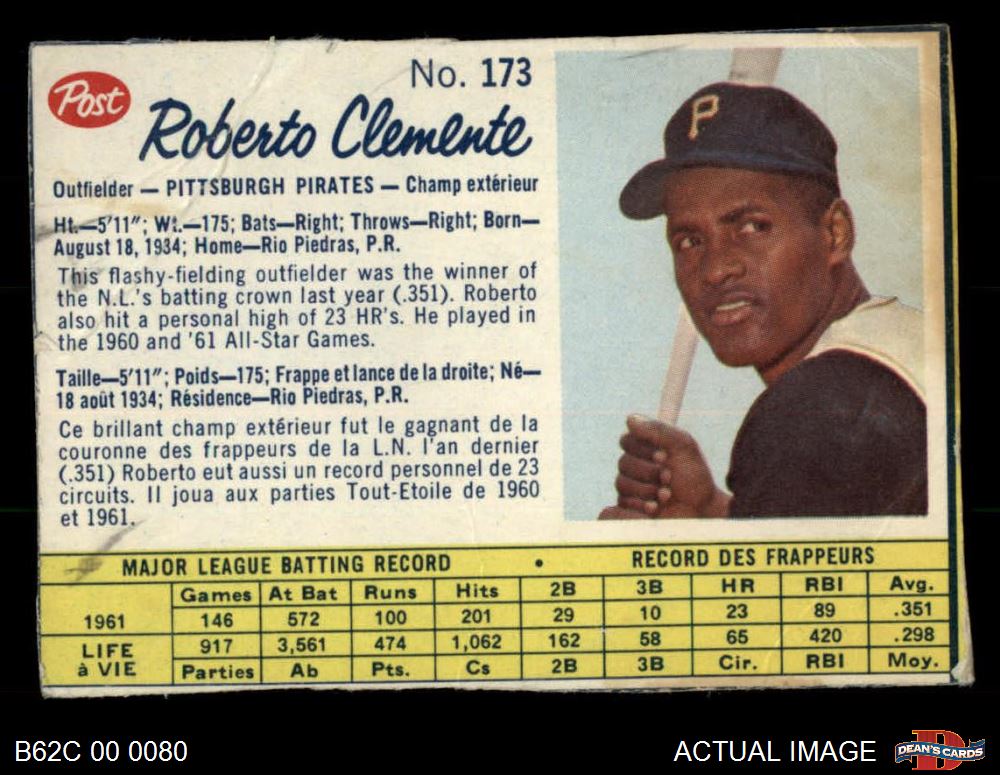 No. 173
Post
Roberto Clemente
Outfielder — PITTSBURGH PIRATES — Champ extérieur
Ht.—5'11"; Wt.—175; Bats—Right; Throws—Right; Born—
August 18, 1934; Home—Rio Piedras, P.R.
This flashy-fielding outfielder was the winner of
the N.L.'s batting crown last year (.351). Roberto
also hit a personal high of 23 HR's. He played in
the 1960 and '61 All-Star Games.
Taille—5'11"; Poids—175; Frappe et lance de la droite; Né—
18 août 1934; Résidence—Rio Piedras, P.R.
Ce brillant champ extérieur fut le gagnant de la
couronne des frappeurs de la L.N. l'an dernier
(.351) Roberto eut aussi un record personnel de 23
circuits. Il joua aux parties Tout-Etoile de 1960
et 1961.
P
MAJOR LEAGUE BATTING RECORD • RECORD DES FRAPPEURS
Games At Bat Runs Hits 2B 3B HR RBI Avg.
1961 146 572 100 201 29 10 23 89 .351
LIFE 917 3,561 474 1,062 162 58 65 420 .298
à VIE Parties Ab Pts. Cs 2B 3B Cir. RBI Moy.
B62C 00 0080
ACTUAL IMAGE
D
DEAN'S CARDS